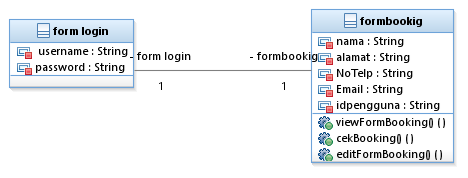 form login
username : String
password : String
- form login
1
- formbookig
1
formbookig
nama : String
alamat : String
NoTelp : String
Email : String
idpengguna : String
viewFormBooking() ( )
cekBooking() ( )
editFormBooking() ( )